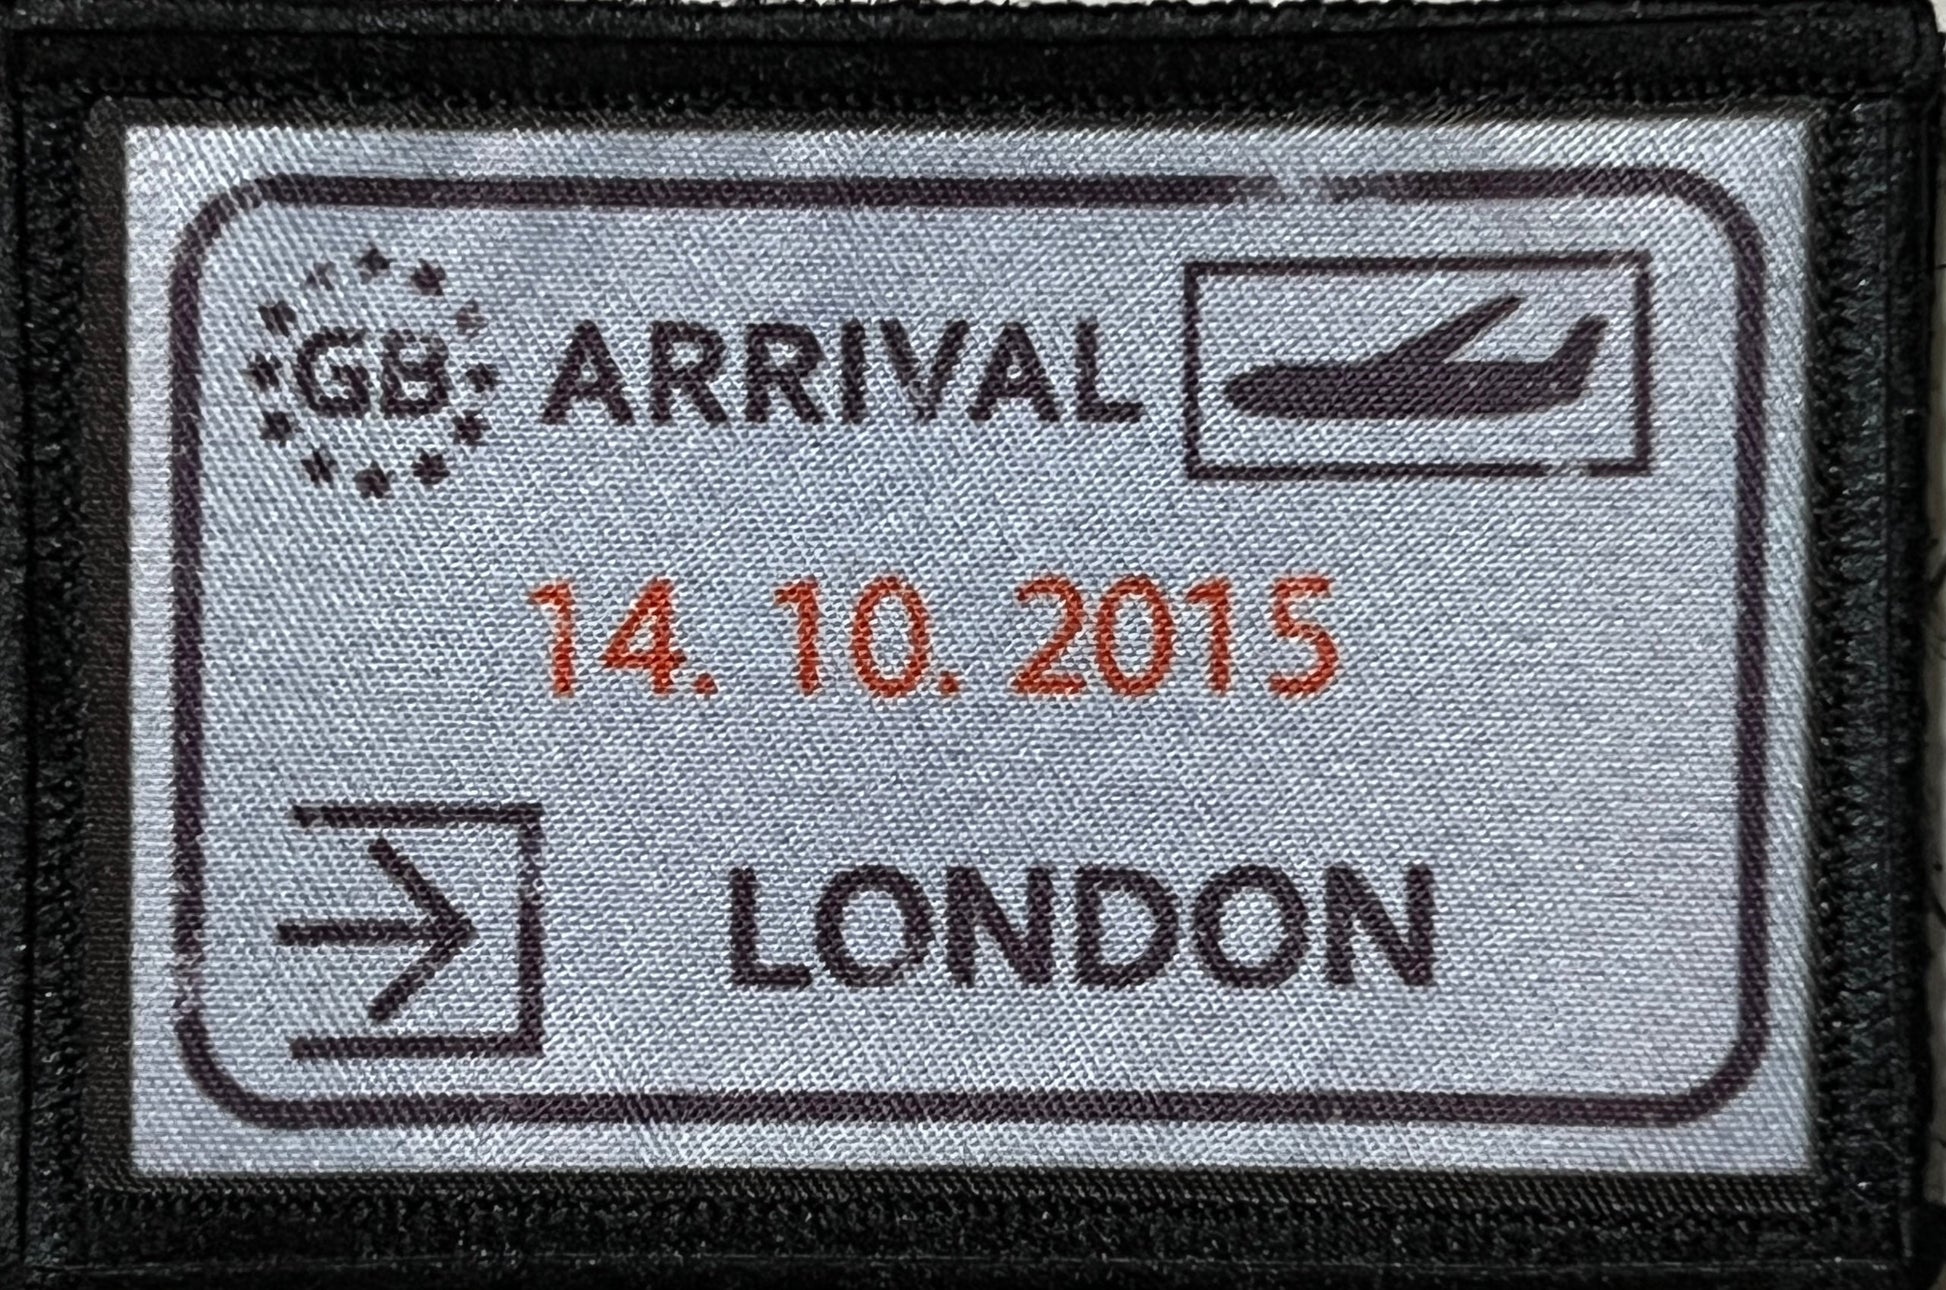 GB ARRIVAL
14. 10. 2015
LONDON